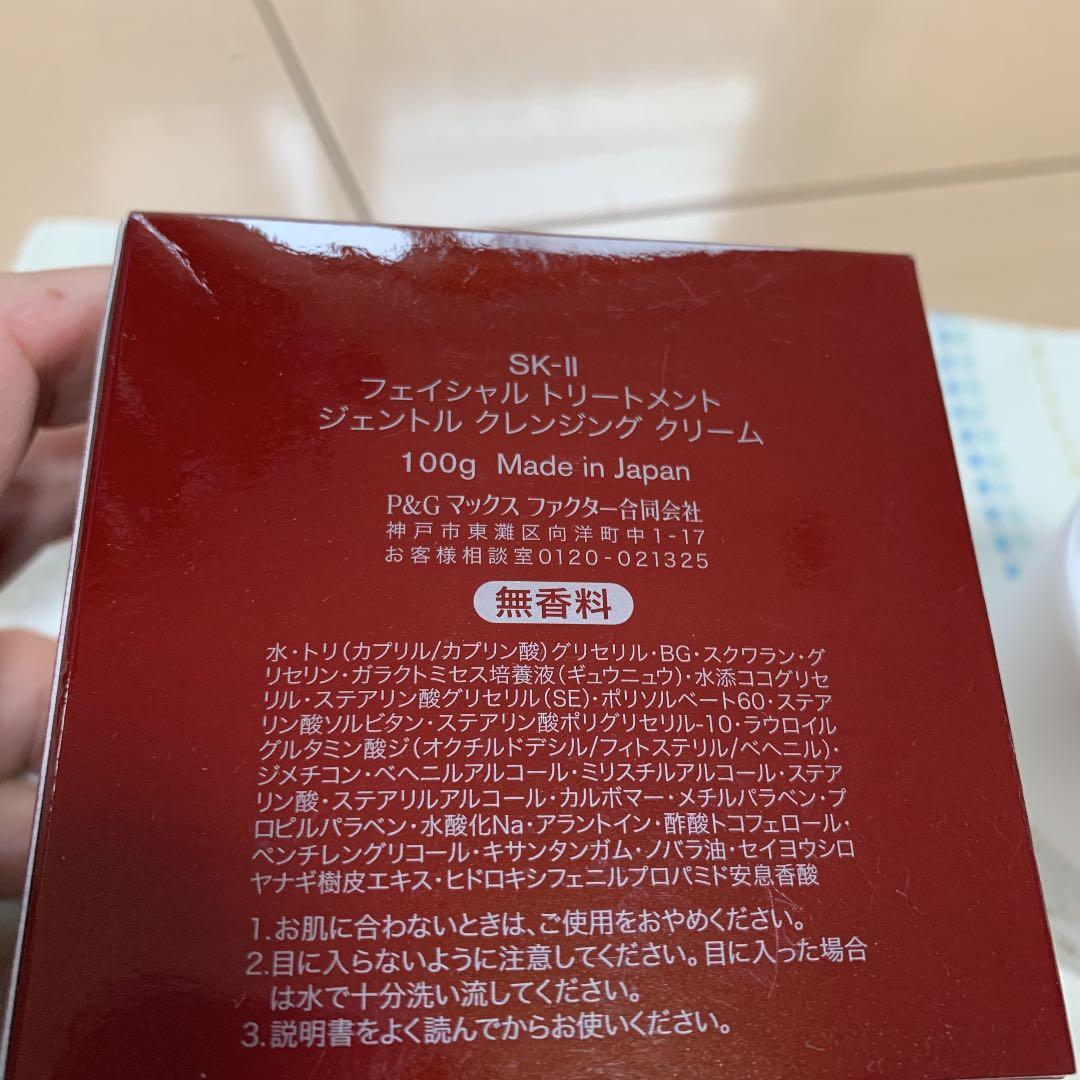 SK-II
フェイシャル トリートメント
ジェントル クレンジング クリーム
100g Made in Japan
P&G マックス ファクター合同会社
神戸市東灘区向洋町中1-17
お客様相談室0120-021325
無香料
水・トリ(カプリル/カプリン酸)グリセリル・BG・スクワラン・グ
リセリン・ガラクトミセス培養液(ギュウニュウ)・水添ココグリセ
リル・ステアリン酸グリセリル(SE)・ポリソルベート60・ステア
リン酸ソルビタン・ステアリン酸ポリグリセリル-10・ラウロイル
グルタミン酸ジ(オクチルドデシル/フィトステリル/ベヘニル)・
ジメチコン・ベヘニルアルコール・ミリスチルアルコール・ステア
リン酸・ステアリルアルコール・カルボマー・メチルパラベン・プ
ロピルパラベン・水酸化Na・アラントイン・酢酸トコフェロール・
ペンチレングリコール・キサンタンガム・ノバラ油・セイヨウシロ
ヤナギ樹皮エキス・ヒドロキシフェニルプロパミド安息香酸
1.お肌に合わないときは、ご使用をおやめください。
2.目に入らないように注意してください。目に入った場合
は水で十分洗い流してください。
3.説明書をよく読んでからお使いください。